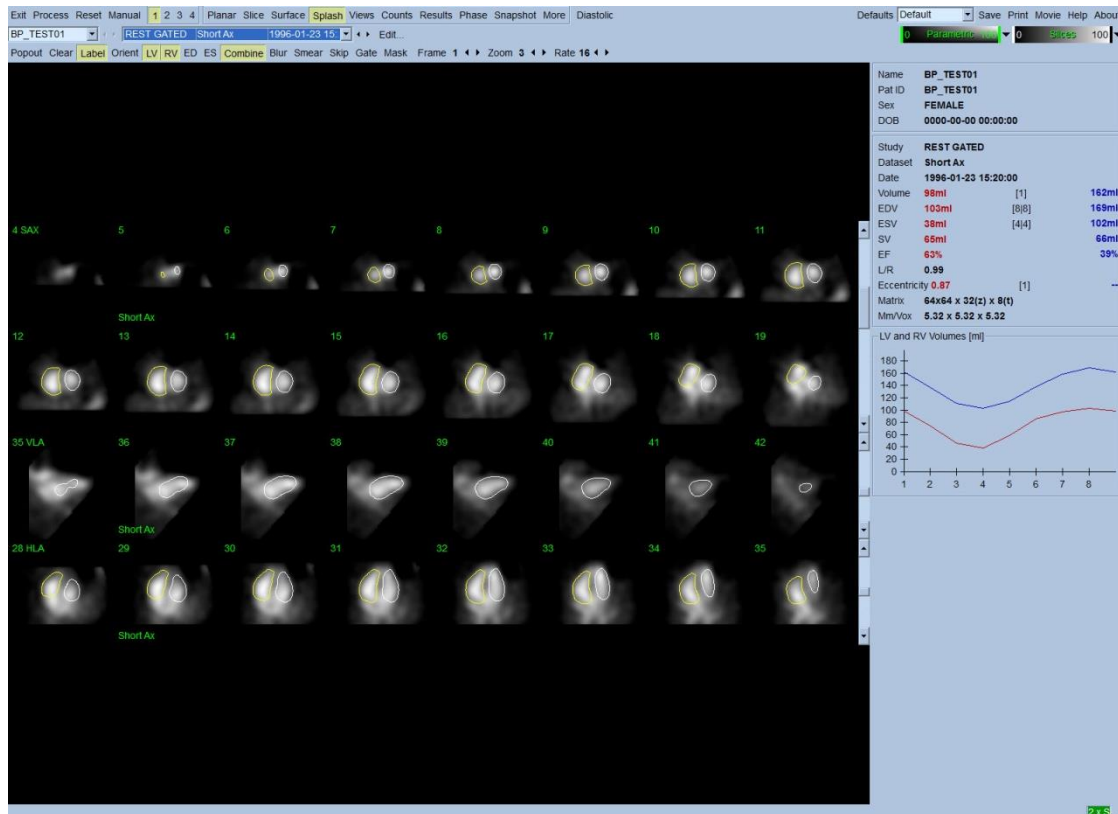 Exit Process Reset Manual 1 2 3 4 Planar Slice Surface Splash Views Counts Results Phase Snapshot More Diastolic Defaults Default Save Print Movie Help About
BP_TEST01 REST GATED Short Ax 1996-01-23 15: Edit... 0 Parametric 100 0 Slices 100
Popout Clear Label Orient LV RV ED ES Combine Blur Smear Skip Gate Mask Frame 1 Zoom 3 Rate 16
Name BP_TEST01
Pat ID BP_TEST01
Sex FEMALE
DOB 0000-00-00 00:00:00
Study REST GATED
Dataset Short Ax
Date 1996-01-23 15:20:00
Volume 98ml [1] 162ml
EDV 103ml [8|8] 169ml
ESV 38ml [4|4] 102ml
SV 65ml 66ml
EF 63% 39%
L/R 0.99
Eccentricity 0.87 [1] --
Matrix 64x64 x 32(z) x 8(t)
Mm/Vox 5.32 x 5.32 x 5.32
LV and RV Volumes [ml]
180
160
140
120
100
80
60
40
20
0
1 2 3 4 5 6 7 8
4 SAX 5 6 7 8 9 10 11
Short Ax
12 13 14 15 16 17 18 19
35 VLA 36 37 38 39 40 41 42
Short Ax
28 HLA 29 30 31 32 33 34 35
Short Ax
2 x S